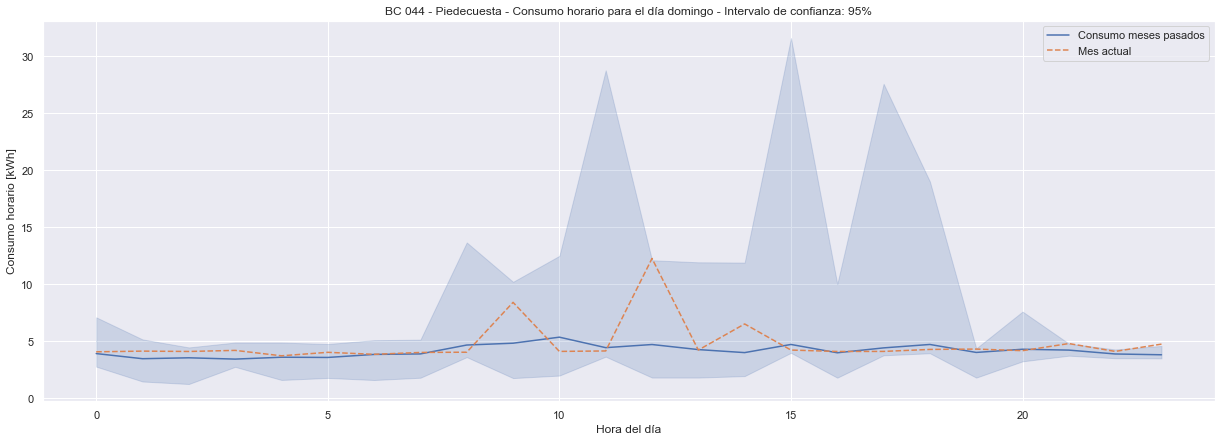 BC 044 - Piedecuesta - Consumo horario para el día domingo - Intervalo de confianza: 95%
Consumo meses pasados
Mes actual
Consumo horario [kWh]
30
25
20
15
10
5
0
0 5 10 15 20
Hora del día